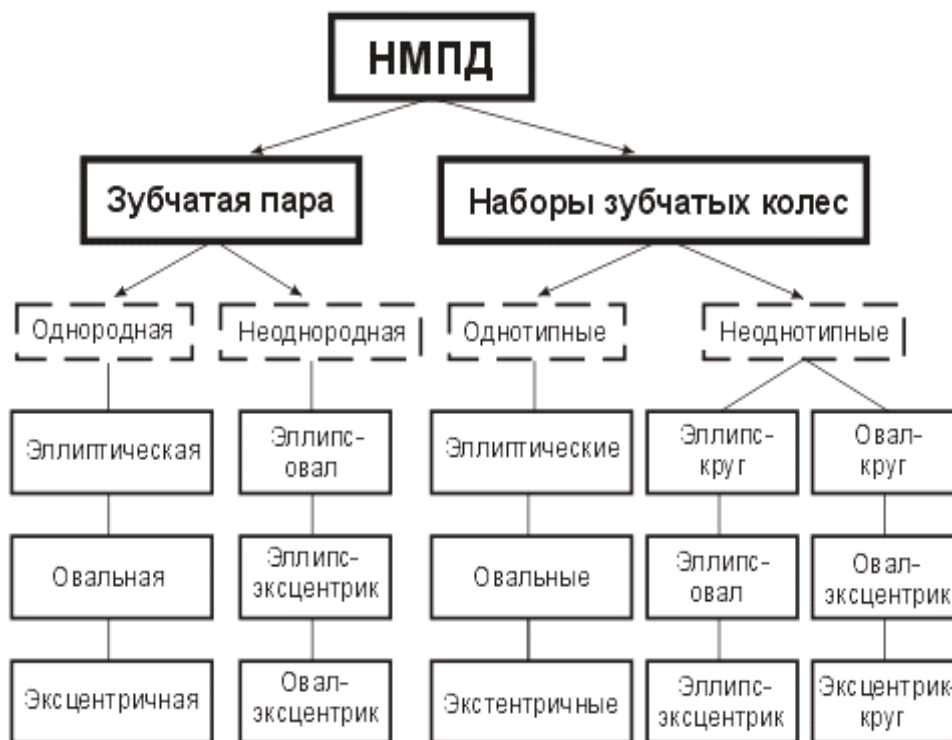 НМПД
Зубчатая пара
Наборы зубчатых колес
Однородная
Неоднородная
Однотипные
Неоднотипные
Эллиптическая
Эллипс-
овал
Эллиптические
Эллипс-
круг
Овал-
круг
Овальная
Эллипс-
эксцентрик
Овальные
Эллипс-
овал
Овал-
эксцентрик
Эксцентричная
Овал-
эксцентрик
Экстентричные
Эллипс-
эксцентрик
Эксцентрик-
круг